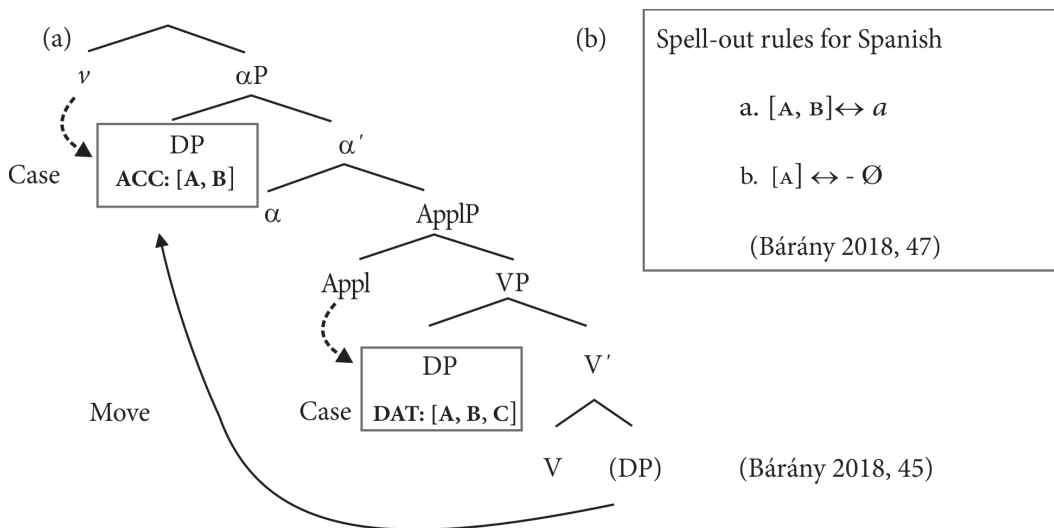 (a)
v
αP
DP
ACC: [A, B]
Case
α′
α
ApplP
Appl
VP
DP
DAT: [A, B, C]
Case
V′
Move
V (DP)
(Bárány 2018, 45)
(b)
Spell-out rules for Spanish
a. [A, B]↔ a
b. [A] ↔ - Ø
(Bárány 2018, 47)